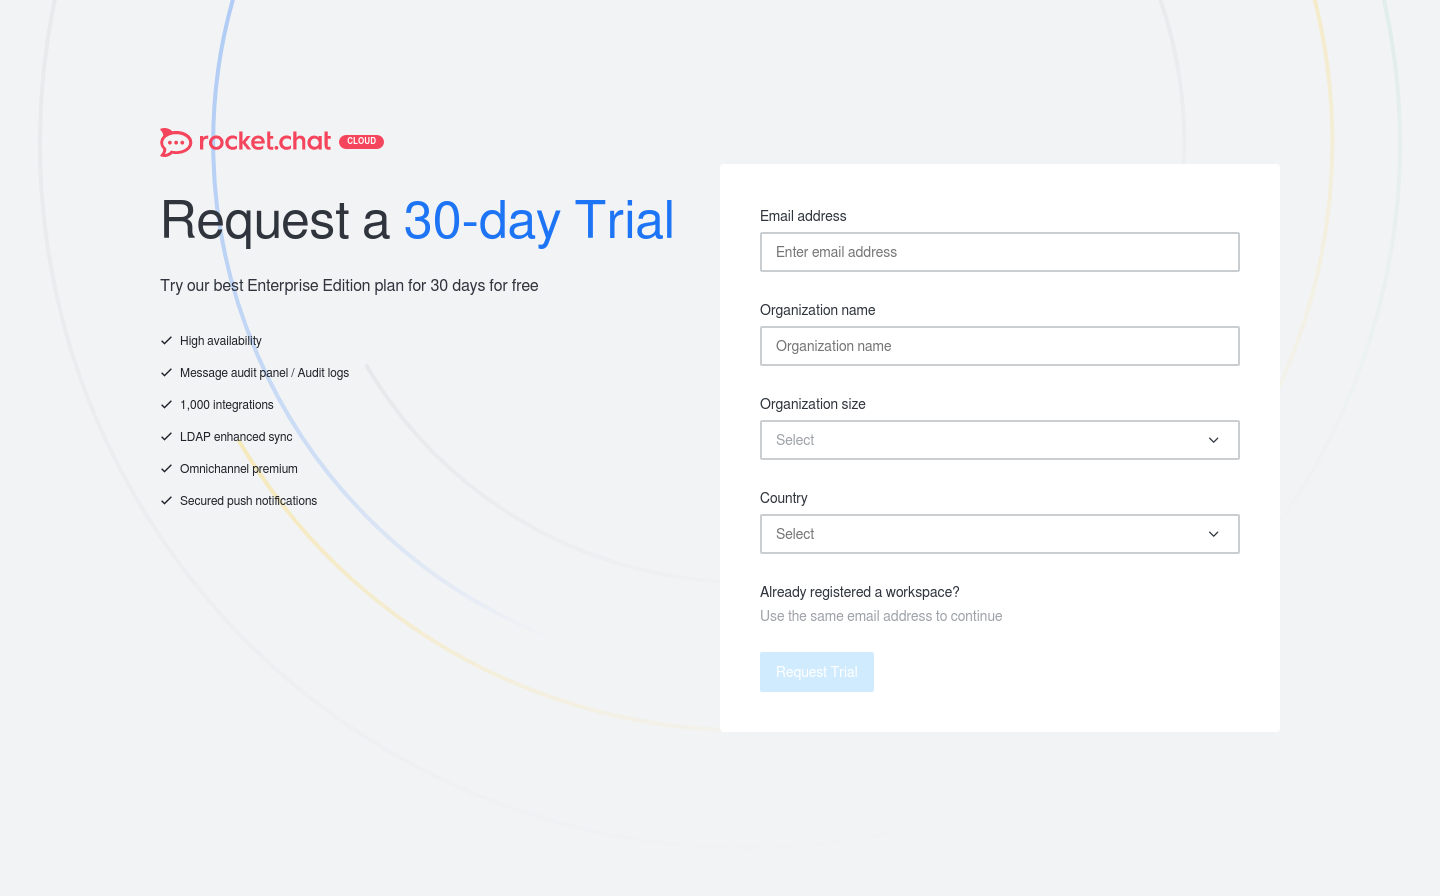 rocket.chat CLOUD
Request a 30-day Trial
Try our best Enterprise Edition plan for 30 days for free
High availability
Message audit panel / Audit logs
1,000 integrations
LDAP enhanced sync
Omnichannel premium
Secured push notifications
Email address
Enter email address
Organization name
Organization name
Organization size
Select
Country
Select
Already registered a workspace?
Use the same email address to continue
Request Trial